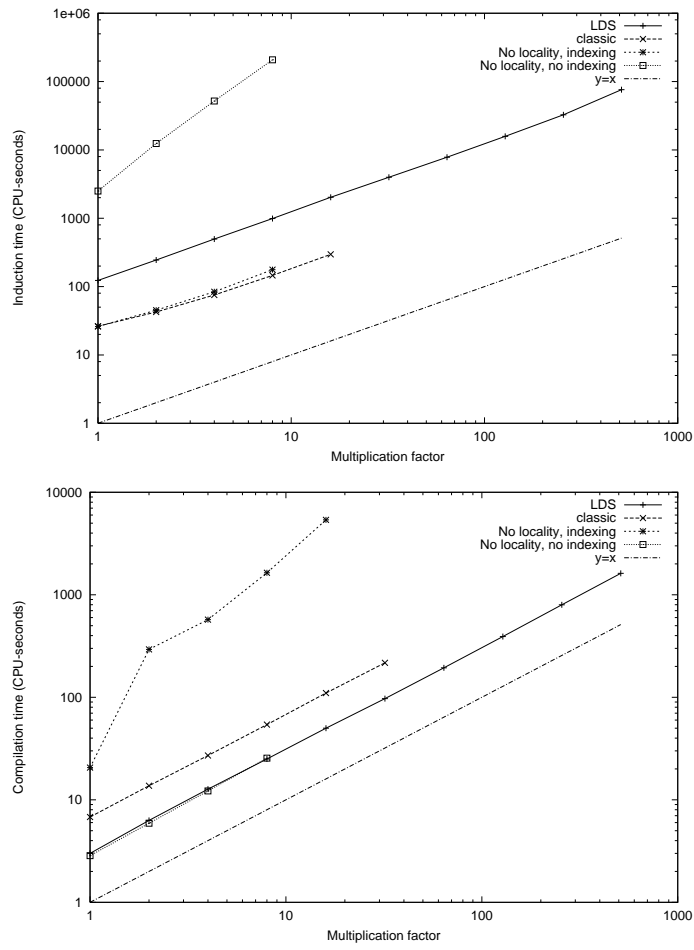 1e+06
100000
10000
1000
100
10
1
Induction time (CPU-seconds)
LDS
classic
No locality, indexing
No locality, no indexing
y=x
1 10 100 1000
Multiplication factor
10000
1000
100
10
1
Compilation time (CPU-seconds)
LDS
classic
No locality, indexing
No locality, no indexing
y=x
1 10 100 1000
Multiplication factor